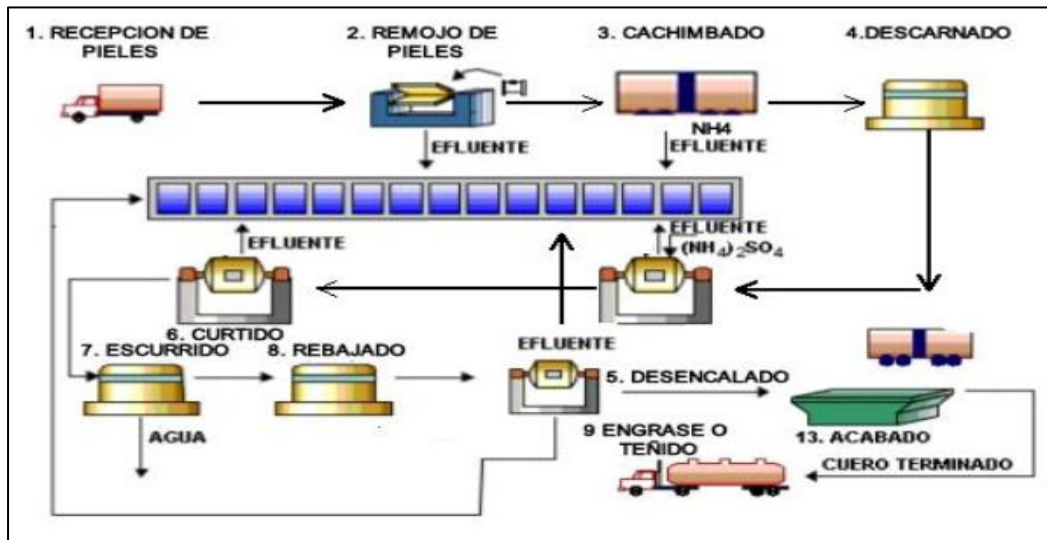 1. RECEPCION DE
PIELES
2. REMOJO DE
PIELES
3. CACHIMBADO
4.DESCARNADO
NH4
EFLUENTE
EFLUENTE
EFLUENTE
EFLUENTE
(NH₄)₂SO₄
6. CURTIDO
7. ESCURRIDO
8. REBAJADO
EFLUENTE
5. DESENCALADO
AGUA
9 ENGRASE O
TEÑIDO
13. ACABADO
CUERO TERMINADO